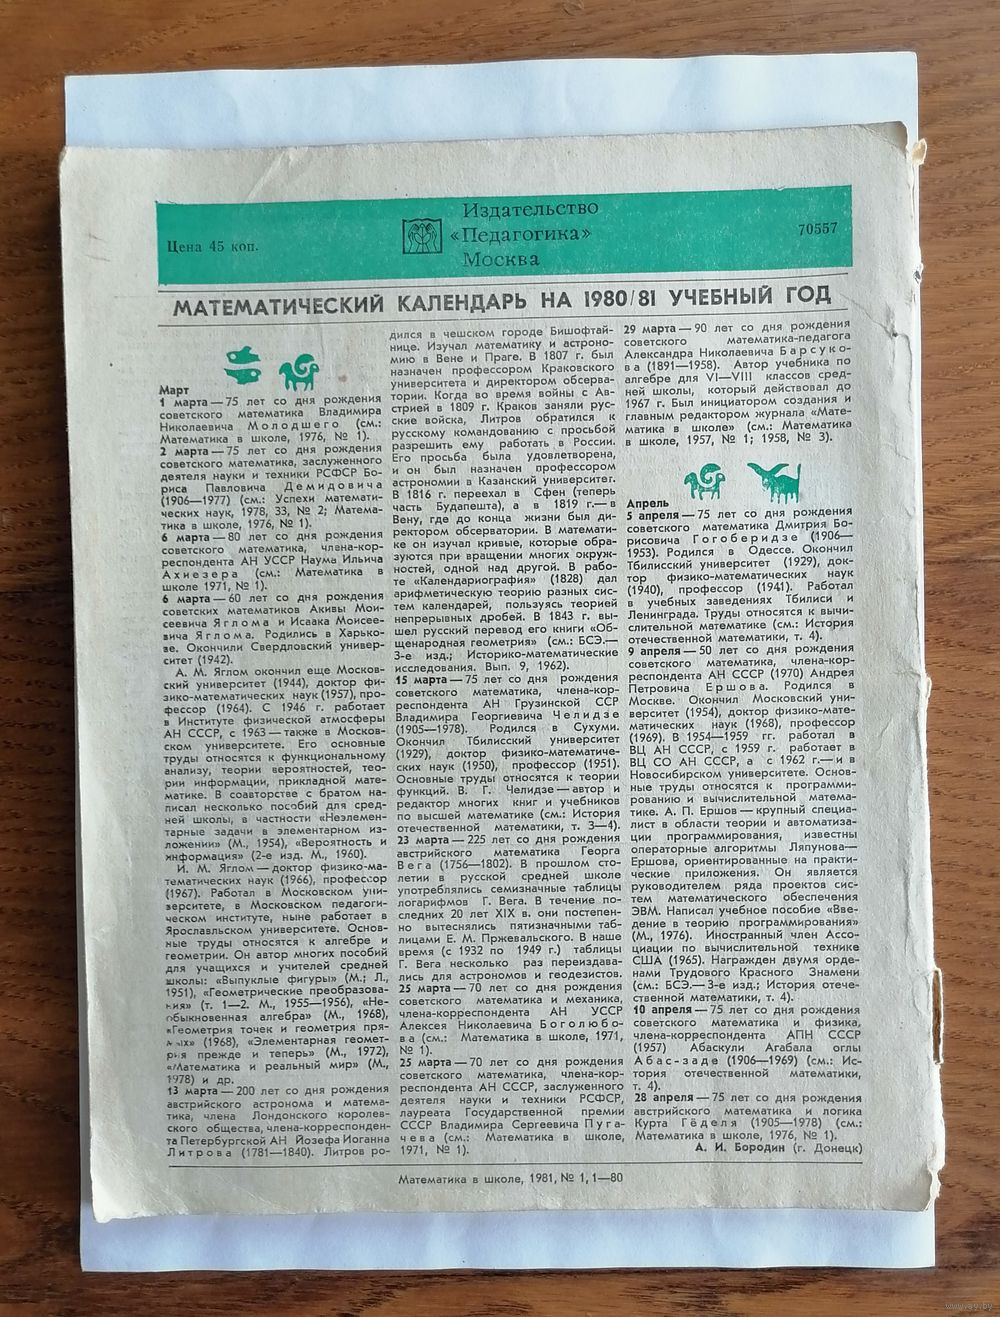 Цена 45 коп.
Издательство
«Педагогика»
Москва
70557
МАТЕМАТИЧЕСКИЙ КАЛЕНДАРЬ НА 1980/81 УЧЕБНЫЙ ГОД
Март
1 марта — 75 лет со дня рождения
советского математика Владимира
Николаевича Молодшего (см.:
Математика в школе, 1976, № 1).
2 марта — 75 лет со дня рождения
советского математика, заслуженного
деятеля науки и техники РСФСР Бо-
риса Павловича Демидовича
(1906—1977) (см.: Успехи математи-
ческих наук, 1978, 33, № 2; Матема-
тика в школе, 1976, № 1).
6 марта — 80 лет со дня рождения
советского математика, члена-кор-
респондента АН УССР Наума Ильича
Ахиезера (см.: Математика в
школе 1971, № 1).
6 марта — 60 лет со дня рождения
советских математиков Акивы Мои-
сеевича Яглома и Исаака Моисее-
вича Яглома. Родились в Харько-
ве. Окончили Свердловский универ-
ситет (1942).
А. М. Яглом окончил еще Москов-
ский университет (1944), доктор фи-
зико-математических наук (1957), про-
фессор (1964). С 1946 г. работает
в Институте физической атмосферы
АН СССР, с 1963 — также в Москов-
ском университете. Его основные
труды относятся к функциональному
анализу, теории вероятностей, тео-
рии информации, прикладной мате-
матике. В соавторстве с братом на-
писал несколько пособий для сред-
ней школы, в частности «Неэлемен-
тарные задачи в элементарном из-
ложении» (М., 1954), «Вероятность и
информация» (2-е изд. М., 1960).
И. М. Яглом — доктор физико-ма-
тематических наук (1966), профессор
(1967). Работал в Московском уни-
верситете, в Московском педагоги-
ческом институте, ныне работает в
Ярославльском университете. Основ-
ные труды относятся к алгебре и
геометрии. Он автор многих пособий
для учащихся и учителей средней
школы: «Выпуклые фигуры» (М.; Л.,
1951), «Геометрические преобразова-
ния» (т. 1—2. М., 1955—1956), «Не-
обыкновенная алгебра» (М., 1968),
«Геометрия точек и геометрия пря-
мых» (1968), «Элементарная геомет-
рия прежде и теперь» (М., 1972),
«Математика и реальный мир» (М.,
1978) и др.
13 марта — 200 лет со дня рождения
австрийского астронома и матема-
тика, члена Лондонского королев-
ского общества, члена-корреспонден-
та Петербургской АН Йозефа Иоганна
Литрова (1781—1840). Литров ро-
дился в чешском городе Бишофтай-
нице. Изучал математику и астроно-
мию в Вене и Праге. В 1807 г. был
назначен профессором Краковского
университета и директором обсерва-
тории. Когда во время войны с Ав-
стрией в 1809 г. Краков заняли рус-
ские войска, Литров обратился к
русскому командованию с просьбой
разрешить ему работать в России.
Его просьба была удовлетворена,
и он был назначен профессором
астрономии в Казанский университет.
В 1816 г. переехал в Сфен (теперь
часть Будапешта), а в 1819 г. — в
Вену, где до конца жизни был ди-
ректором обсерватории. В математи-
ке он изучал кривые, которые обра-
зуются при вращении многих окруж-
ностей, одной над другой. В рабо-
те «Календариография» (1828) дал
арифметическую теорию разных сис-
тем календарей, пользуясь теорией
непрерывных дробей. В 1843 г. вы-
шел русский перевод его книги «Об-
щенародная геометрия» (см.: БСЭ.—
3-е изд.; Историко-математические
исследования. Вып. 9, 1962).
15 марта — 75 лет со дня рождения
советского математика, члена-кор-
респондента АН Грузинской ССР
Владимира Георгиевича Челидзе
(1905—1978). Родился в Сухуми.
Окончил Тбилисский университет
(1929), доктор физико-математиче-
ских наук (1950), профессор (1951).
Основные труды относятся к теории
функций. В. Г. Челидзе — автор и
редактор многих книг и учебников
по высшей математике (см.: История
отечественной математики, т. 3—4).
23 марта — 225 лет со дня рождения
австрийского математика Георга
Вега (1756—1802). В прошлом сто-
летии в русской средней школе
употреблялись семизначные таблицы
логарифмов Г. Вега. В течение по-
следних 20 лет XIX в. они постепен-
но вытеснялись пятизначными таб-
лицами Е. М. Пржевальского. В наше
время (с 1932 по 1949 г.) таблицы
Г. Вега несколько раз переиздава-
лись для астрономов и геодезистов.
25 марта — 70 лет со дня рождения
советского математика и механика,
члена-корреспондента АН УССР
Алексея Николаевича Боголюбо-
ва (см.: Математика в школе, 1971,
№ 1).
25 марта — 70 лет со дня рождения
советского математика, члена-кор-
респондента АН СССР, заслуженного
деятеля науки и техники РСФСР,
лауреата Государственной премии
СССР Владимира Сергеевича Пуга-
чева (см.: Математика в школе,
1971, № 1).
29 марта — 90 лет со дня рождения
советского математика-педагога
Александра Николаевича Барсуко-
ва (1891—1958). Автор учебника по
алгебре для VI—VIII классов сред-
ней школы, который действовал до
1967 г. Был инициатором создания и
главным редактором журнала «Мате-
матика в школе» (см.: Математика
в школе, 1957, № 1; 1958, № 3).
Апрель
5 апреля — 75 лет со дня рождения
советского математика Дмитрия Бо-
рисовича Гогоберидзе (1906—
1953). Родился в Одессе. Окончил
Тбилисский университет (1929), док-
тор физико-математических наук
(1940), профессор (1941). Работал
в учебных заведениях Тбилиси и
Ленинграда. Труды относятся к вычи-
слительной математике (см.: История
отечественной математики, т. 4).
9 апреля — 50 лет со дня рождения
советского математика, члена-кор-
респондента АН СССР (1970) Андрея
Петровича Ершова. Родился в
Москве. Окончил Московский уни-
верситет (1954), доктор физико-мате-
матических наук (1968), профессор
(1969). В 1954—1959 гг. работал в
ВЦ АН СССР, с 1959 г. работает в
ВЦ СО АН СССР, а с 1962 г. — и в
Новосибирском университете. Основ-
ные труды относятся к программи-
рованию и вычислительной матема-
тике. А. П. Ершов — крупный специа-
лист в области теории и автоматиза-
ции программирования, известны
операторные алгоритмы Ляпунова—
Ершова, ориентированные на практи-
ческие приложения. Он является
руководителем ряда проектов сис-
тем математического обеспечения
ЭВМ. Написал учебное пособие «Вве-
дение в теорию программирования»
(М., 1976). Иностранный член Ассо-
циации по вычислительной технике
США (1965). Награжден двумя орде-
нами Трудового Красного Знамени
(см.: БСЭ.— 3-е изд.; История отече-
ственной математики, т. 4).
10 апреля — 75 лет со дня рождения
советского математика и физика,
члена-корреспондента АПН СССР
(1957) Абаскули Агабала оглы
Абас-заде (1906—1969) (см.: Ис-
тория отечественной математики,
т. 4).
28 апреля — 75 лет со дня рождения
австрийского математика и логика
Курта Гёделя (1905—1978) (см.:
Математика в школе, 1976, № 1).
А. И. Бородин (г. Донецк)
Математика в школе, 1981, № 1, 1—80
www.ay.by